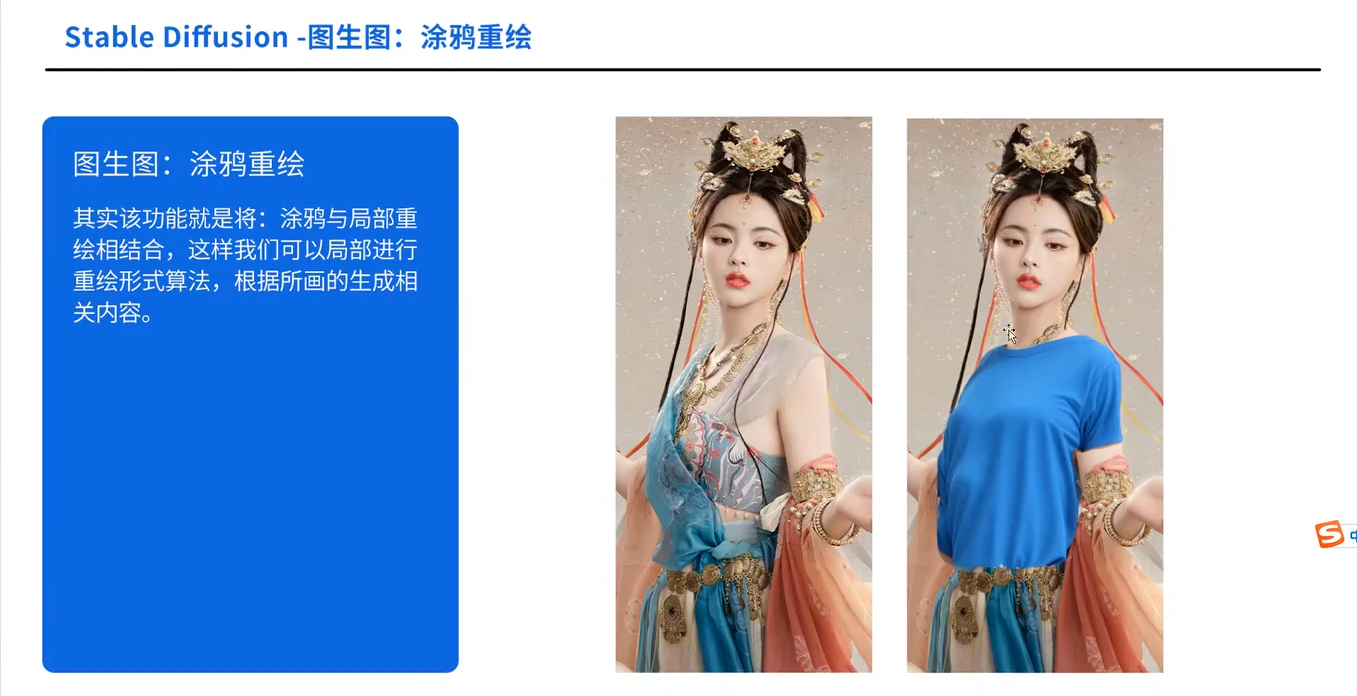 Stable Diffusion -图生图：涂鸦重绘
图生图：涂鸦重绘
其实该功能就是将：涂鸦与局部重
绘相结合，这样我们可以局部进行
重绘形式算法，根据所画的生成相
关内容。
S